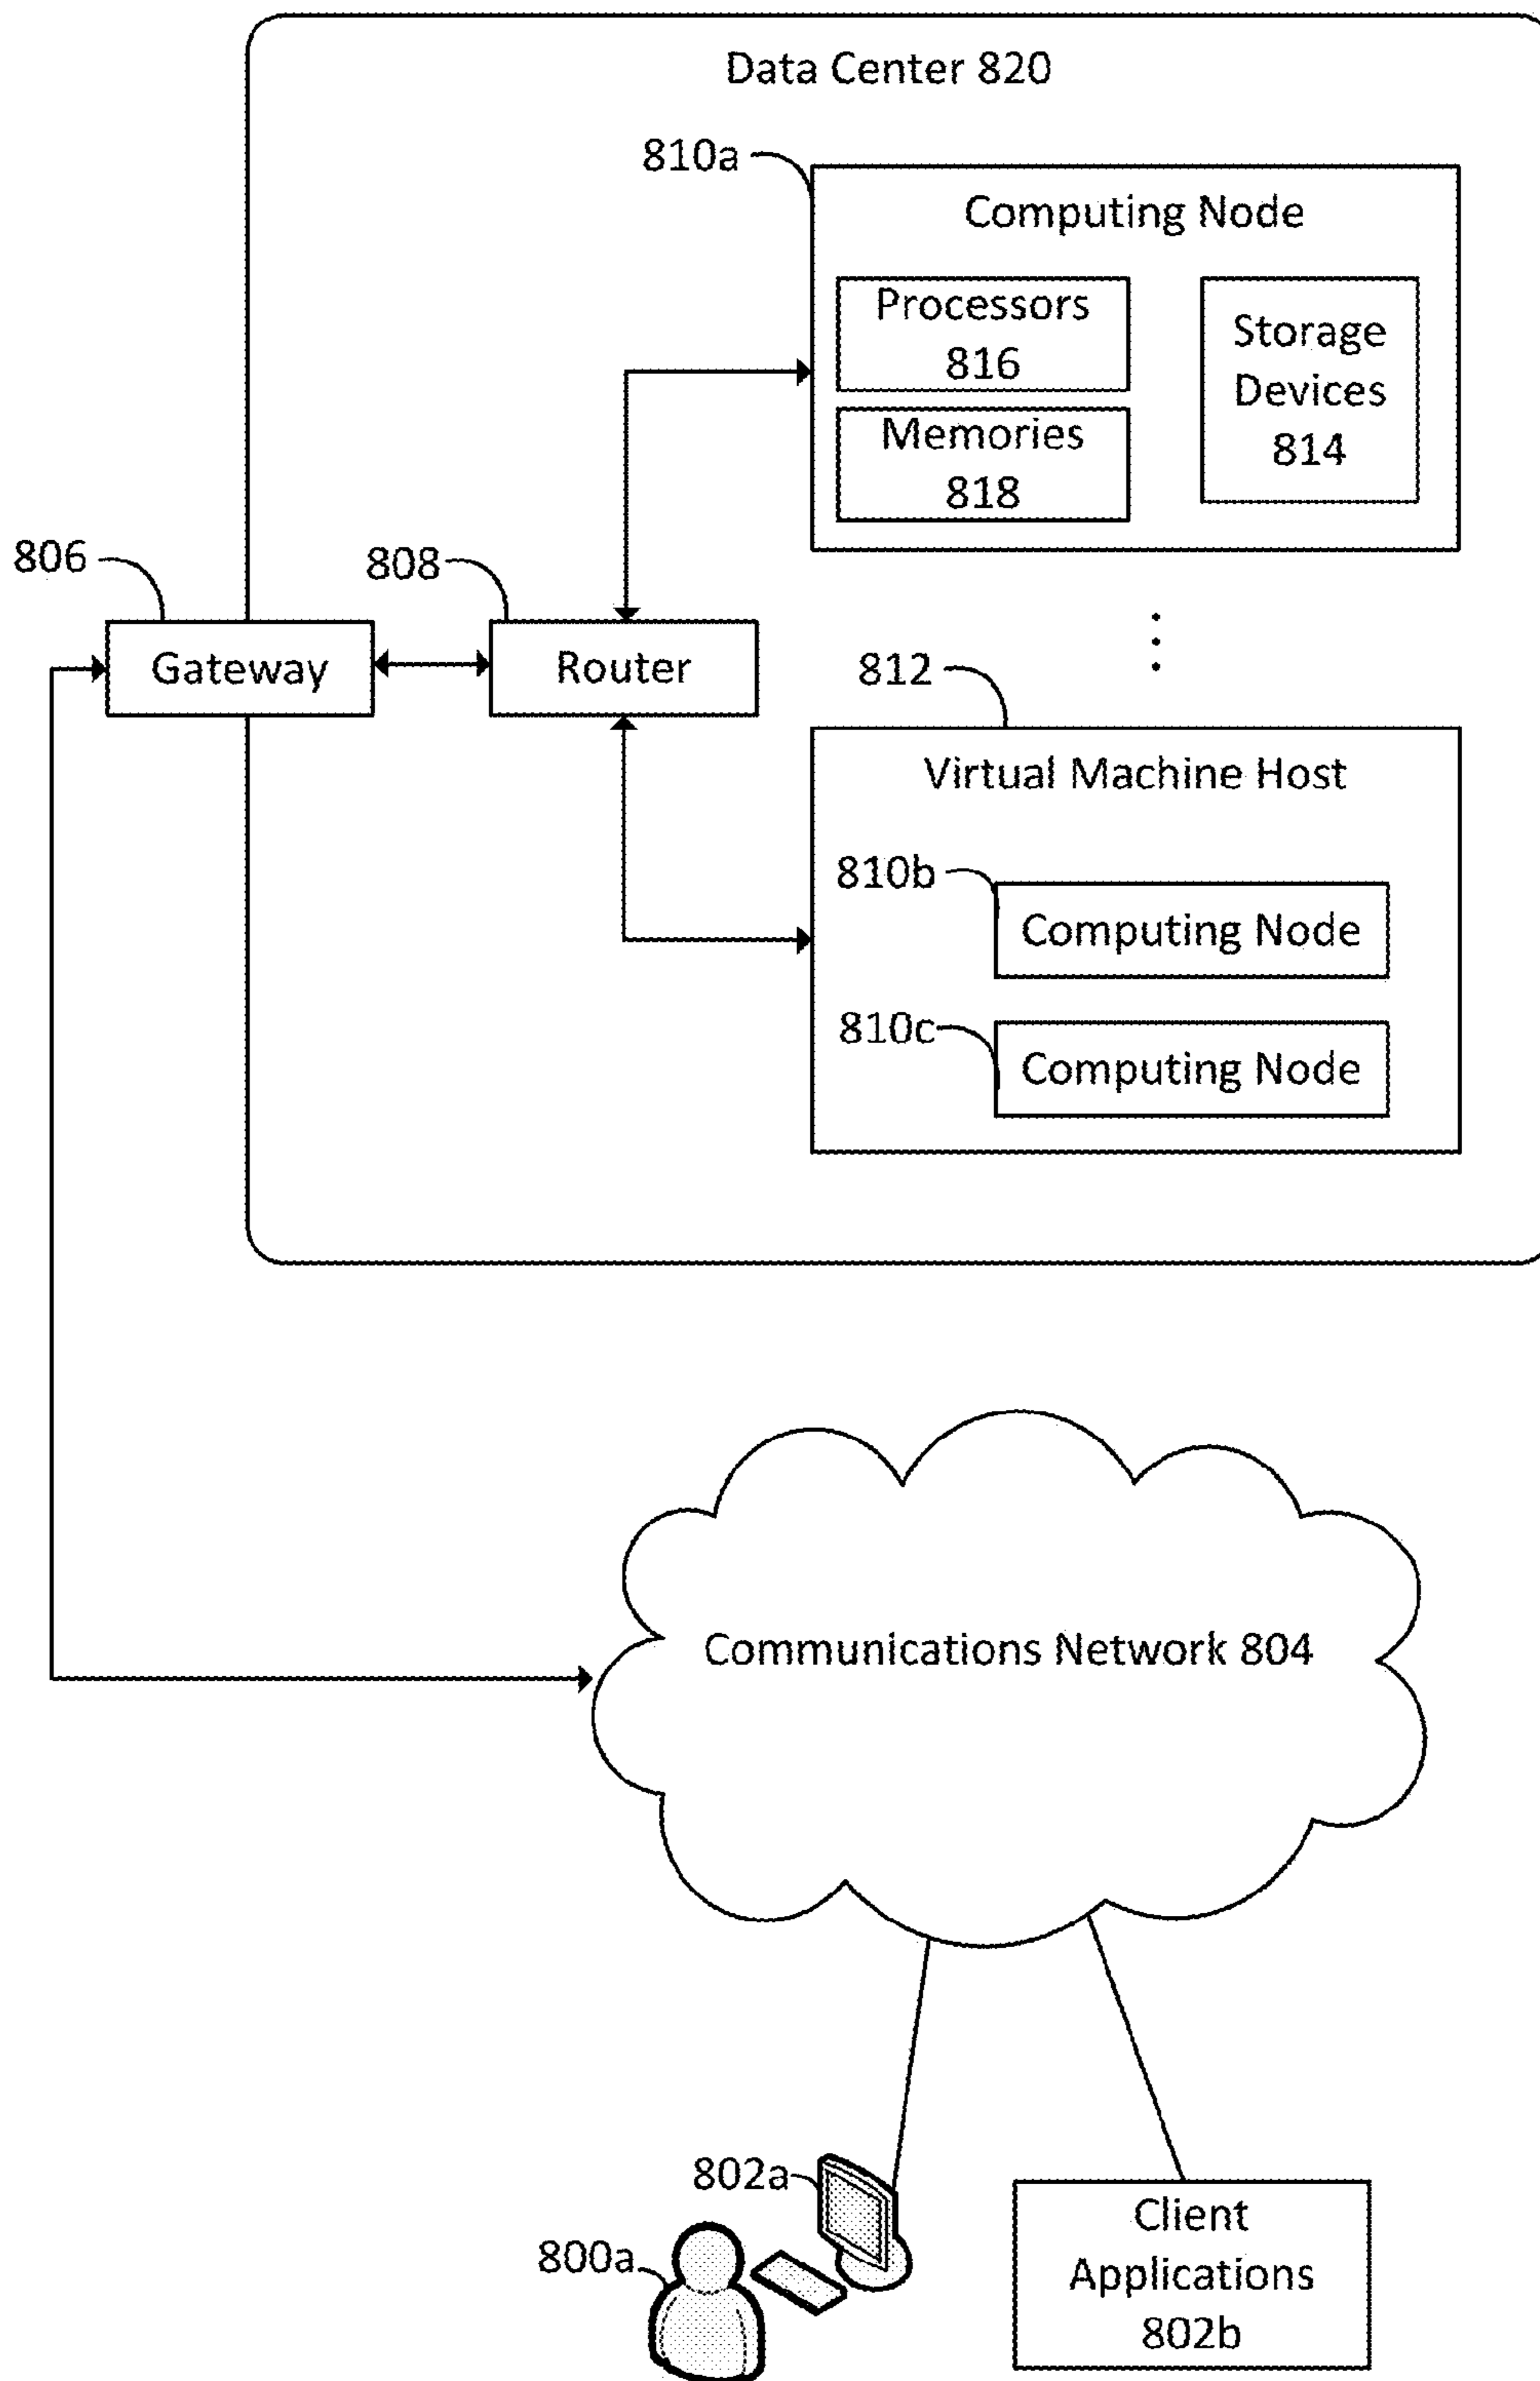 Data Center 820
810a
Computing Node
Processors
816
Memories
818
Storage
Devices
814
806
Gateway
808
Router
812
Virtual Machine Host
810b
Computing Node
810c
Computing Node
Communications Network 804
802a
800a
Client
Applications
802b